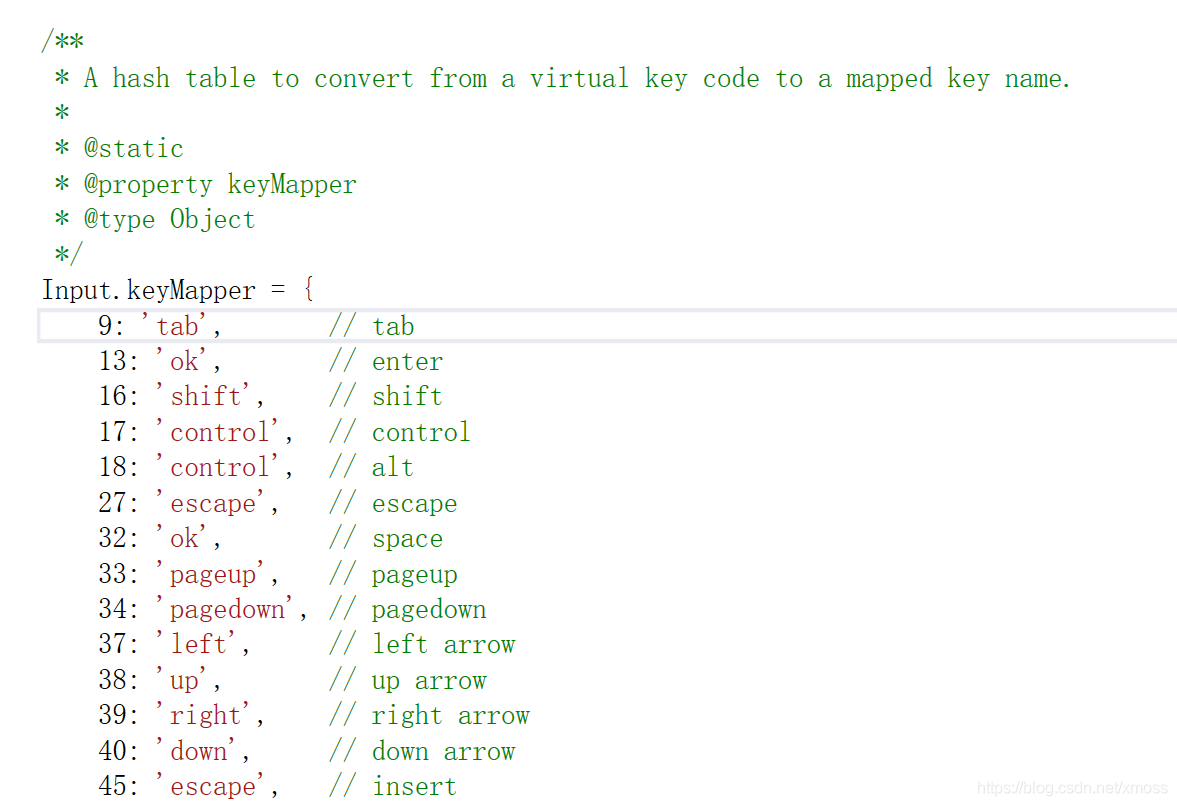 /**
 * A hash table to convert from a virtual key code to a mapped key name.
 *
 * @static
 * @property keyMapper
 * @type Object
 */
Input.keyMapper = {
    9: 'tab',       // tab
    13: 'ok',       // enter
    16: 'shift',    // shift
    17: 'control',  // control
    18: 'control',  // alt
    27: 'escape',   // escape
    32: 'ok',       // space
    33: 'pageup',   // pageup
    34: 'pagedown', // pagedown
    37: 'left',     // left arrow
    38: 'up',       // up arrow
    39: 'right',    // right arrow
    40: 'down',     // down arrow
    45: 'escape',   // insert
https://blog.csdn.net/xmoss